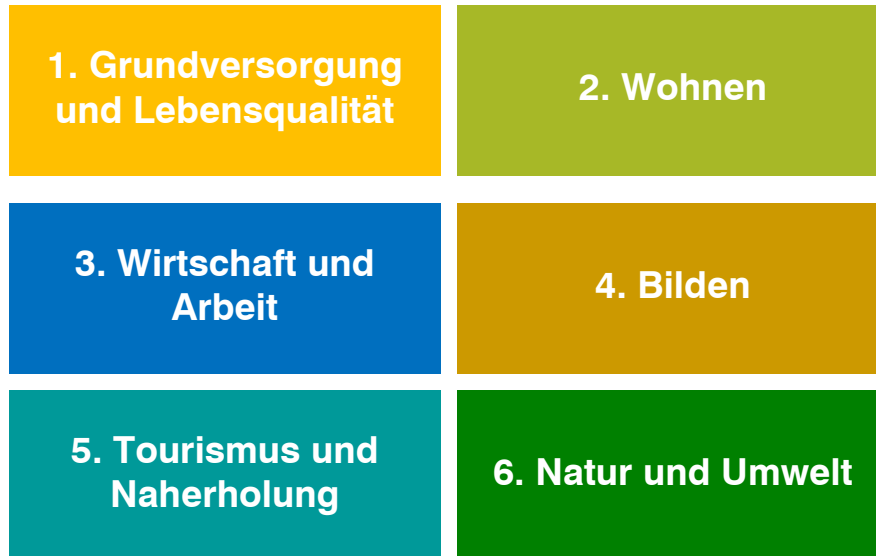 1. Grundversorgung
und Lebensqualität
2. Wohnen
3. Wirtschaft und
Arbeit
4. Bilden
5. Tourismus und
Naherholung
6. Natur und Umwelt